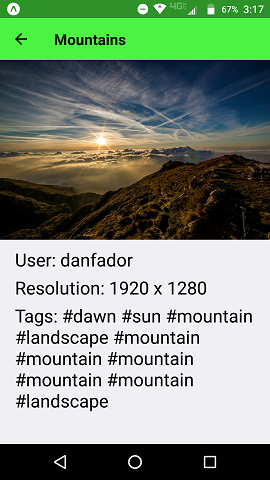 4G 67% 3:17
Mountains
User: danfador
Resolution: 1920 x 1280
Tags: #dawn #sun #mountain
#landscape #mountain
#mountain #mountain
#mountain #mountain
#landscape